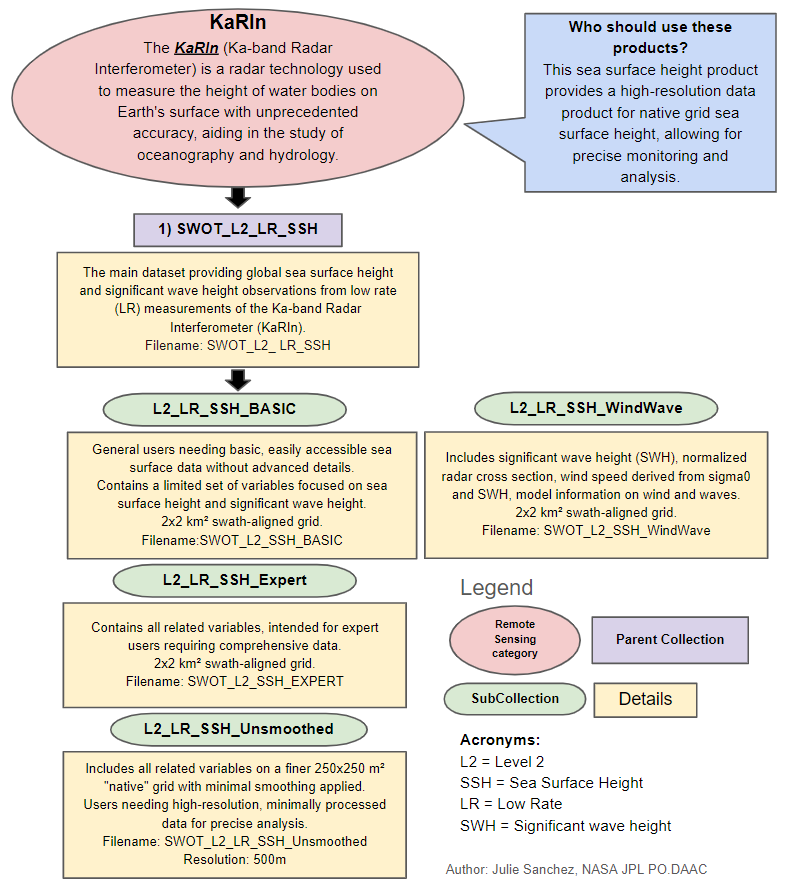 KaRIn
The KaRIn (Ka-band Radar
Interferometer) is a radar technology used
to measure the height of water bodies on
Earth's surface with unprecedented
accuracy, aiding in the study of
oceanography and hydrology.
Who should use these
products?
This sea surface height product
provides a high-resolution data
product for native grid sea
surface height, allowing for
precise monitoring and
analysis.
1) SWOT_L2_LR_SSH
The main dataset providing global sea surface height
and significant wave height observations from low rate
(LR) measurements of the Ka-band Radar
Interferometer (KaRIn).
Filename: SWOT_L2_ LR_SSH
L2_LR_SSH_BASIC
General users needing basic, easily accessible sea
surface data without advanced details.
Contains a limited set of variables focused on sea
surface height and significant wave height.
2x2 km² swath-aligned grid.
Filename:SWOT_L2_SSH_BASIC
L2_LR_SSH_WindWave
Includes significant wave height (SWH), normalized
radar cross section, wind speed derived from sigma0
and SWH, model information on wind and waves.
2x2 km² swath-aligned grid.
Filename: SWOT_L2_SSH_WindWave
L2_LR_SSH_Expert
Contains all related variables, intended for expert
users requiring comprehensive data.
2x2 km² swath-aligned grid.
Filename: SWOT_L2_SSH_EXPERT
L2_LR_SSH_Unsmoothed
Includes all related variables on a finer 250x250 m²
"native" grid with minimal smoothing applied.
Users needing high-resolution, minimally processed
data for precise analysis.
Filename: SWOT_L2_LR_SSH_Unsmoothed
Resolution: 500m
Legend
Remote
Sensing
category
Parent Collection
SubCollection
Details
Acronyms:
L2 = Level 2
SSH = Sea Surface Height
LR = Low Rate
SWH = Significant wave height
Author: Julie Sanchez, NASA JPL PO.DAAC